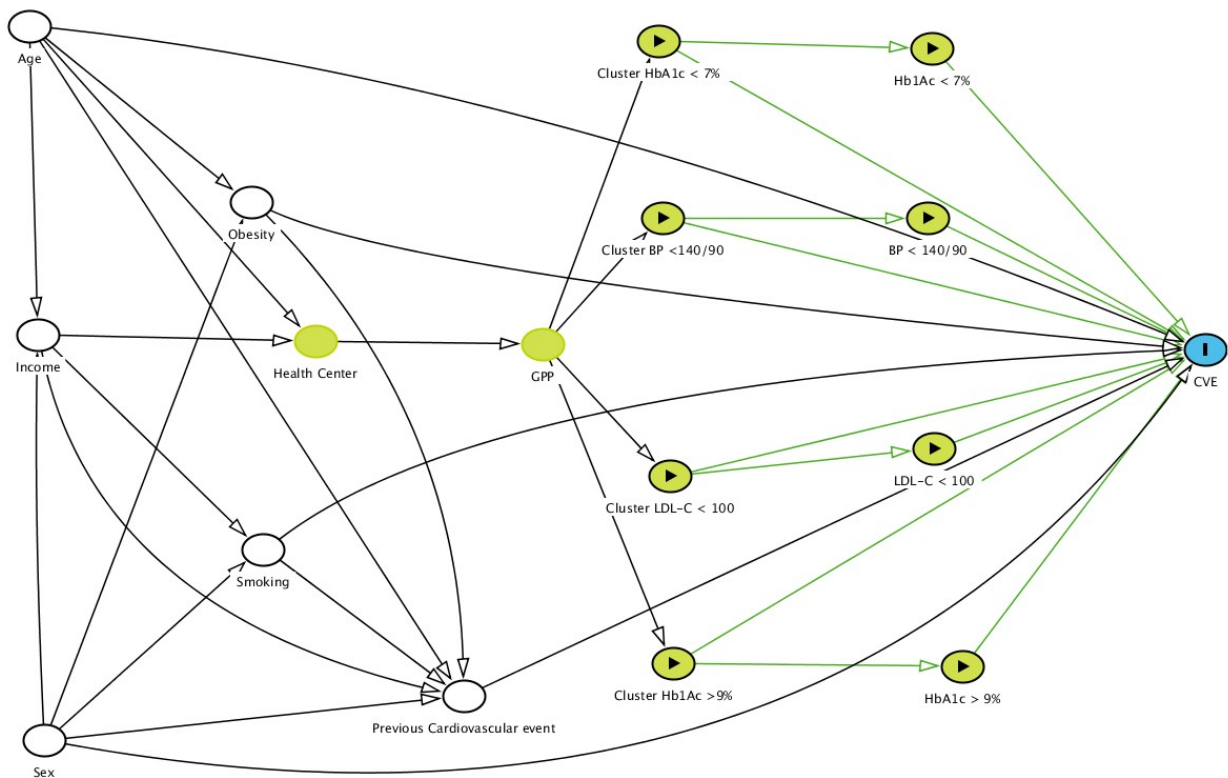 Age
Cluster HbA1c < 7%
Hb1Ac < 7%
Obesity
Cluster BP <140/90
BP < 140/90
Income
Health Center
GPP
CVE
Cluster LDL-C < 100
LDL-C < 100
Smoking
Cluster Hb1Ac >9%
HbA1c > 9%
Previous Cardiovascular event
Sex